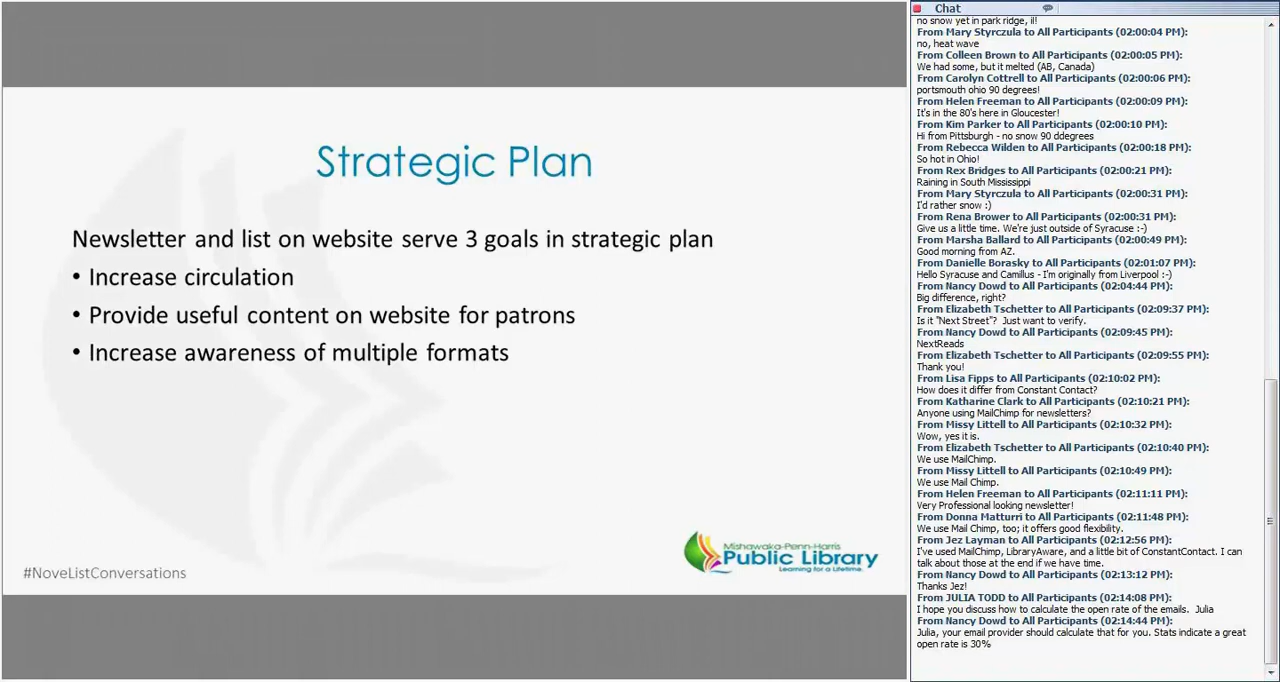 Strategic Plan
Newsletter and list on website serve 3 goals in strategic plan
• Increase circulation
• Provide useful content on website for patrons
• Increase awareness of multiple formats
#NoveListConversations
Mishawaka-Penn-Harris
Public Library
Learning for a Lifetime.
Chat
no snow yet in park ridge, il!
From Mary Styrczula to All Participants (02:00:04 PM):
no, heat wave
From Colleen Brown to All Participants (02:00:05 PM):
We had some, but it melted (AB, Canada)
From Carolyn Cottrell to All Participants (02:00:06 PM):
portsmouth ohio 90 degrees!
From Helen Freeman to All Participants (02:00:09 PM):
It's in the 80's here in Gloucester!
From Kim Parker to All Participants (02:00:10 PM):
Hi from Pittsburgh - no snow 90 ddegrees
From Rebecca Wilden to All Participants (02:00:18 PM):
So hot in Ohio!
From Rex Bridges to All Participants (02:00:21 PM):
Raining in South Mississippi
From Mary Styrczula to All Participants (02:00:31 PM):
I'd rather snow :)
From Rena Brower to All Participants (02:00:31 PM):
Give us a little time. We're just outside of Syracuse :-)
From Marsha Ballard to All Participants (02:00:49 PM):
Good morning from AZ.
From Danielle Borasky to All Participants (02:01:07 PM):
Hello Syracuse and Camillus - I'm originally from Liverpool :-)
From Nancy Dowd to All Participants (02:04:44 PM):
Big difference, right?
From Elizabeth Tschetter to All Participants (02:09:37 PM):
Is it "Next Street"? Just want to verify.
From Nancy Dowd to All Participants (02:09:45 PM):
NextReads
From Elizabeth Tschetter to All Participants (02:09:55 PM):
Thank you!
From Lisa Fipps to All Participants (02:10:02 PM):
How does it differ from Constant Contact?
From Katharine Clark to All Participants (02:10:21 PM):
Anyone using MailChimp for newsletters?
From Missy Littell to All Participants (02:10:32 PM):
Wow, yes it is.
From Elizabeth Tschetter to All Participants (02:10:40 PM):
We use MailChimp.
From Missy Littell to All Participants (02:10:49 PM):
We use Mail Chimp.
From Helen Freeman to All Participants (02:11:11 PM):
Very Professional looking newsletter!
From Donna Matturri to All Participants (02:11:48 PM):
We use Mail Chimp, too; it offers good flexibility.
From Jez Layman to All Participants (02:12:56 PM):
I've used MailChimp, LibraryAware, and a little bit of ConstantContact. I can
talk about those at the end if we have time.
From Nancy Dowd to All Participants (02:13:12 PM):
Thanks Jez!
From JULIA TODD to All Participants (02:14:08 PM):
I hope you discuss how to calculate the open rate of the emails. Julia
From Nancy Dowd to All Participants (02:14:44 PM):
Julia, your email provider should calculate that for you. Stats indicate a great
open rate is 30%